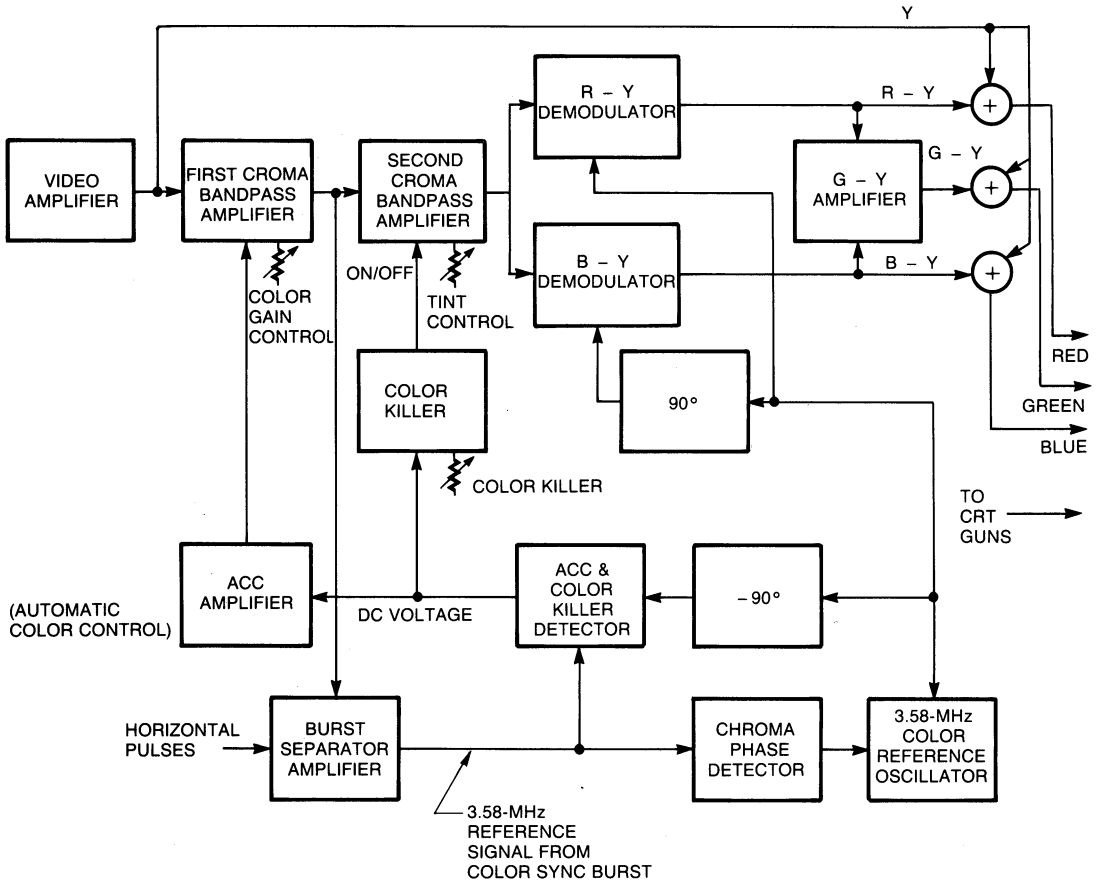 Y
VIDEO
AMPLIFIER
FIRST CROMA
BANDPASS
AMPLIFIER
SECOND
CROMA
BANDPASS
AMPLIFIER
R – Y
DEMODULATOR
B – Y
DEMODULATOR
R – Y
G – Y
G – Y
AMPLIFIER
B – Y
+
+
+
COLOR
GAIN
CONTROL
ON/OFF
TINT
CONTROL
COLOR
KILLER
COLOR KILLER
90°
RED
GREEN
BLUE
TO
CRT
GUNS
(AUTOMATIC
COLOR CONTROL)
ACC
AMPLIFIER
DC VOLTAGE
ACC &
COLOR
KILLER
DETECTOR
–90°
HORIZONTAL
PULSES
BURST
SEPARATOR
AMPLIFIER
CHROMA
PHASE
DETECTOR
3.58-MHz
COLOR
REFERENCE
OSCILLATOR
3.58-MHz
REFERENCE
SIGNAL FROM
COLOR SYNC BURST